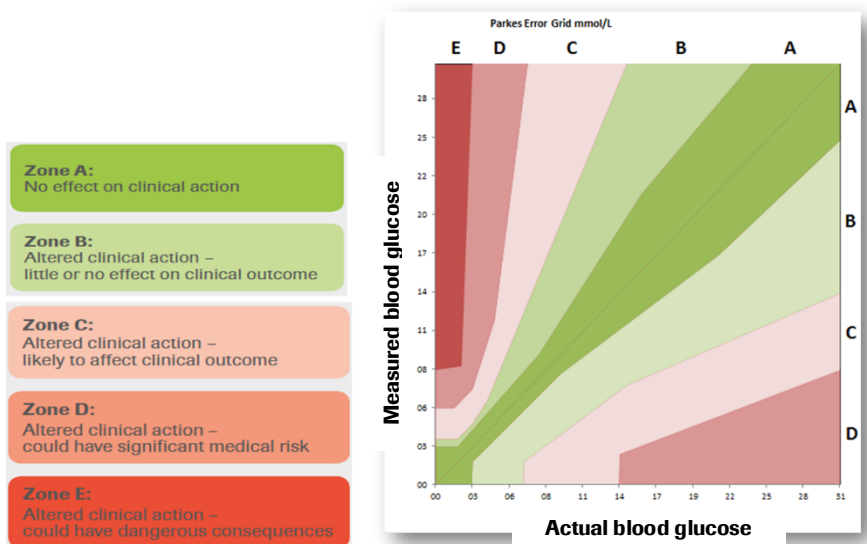 Parkes Error Grid mmol/L
E D C B A
28
25
22
20
17
14
11
08
06
03
00
A
B
C
D
00 03 06 08 11 14 17 20 22 25 28 31
Measured blood glucose
Actual blood glucose
Zone A:
No effect on clinical action
Zone B:
Altered clinical action –
little or no effect on clinical outcome
Zone C:
Altered clinical action –
likely to affect clinical outcome
Zone D:
Altered clinical action –
could have significant medical risk
Zone E:
Altered clinical action –
could have dangerous consequences